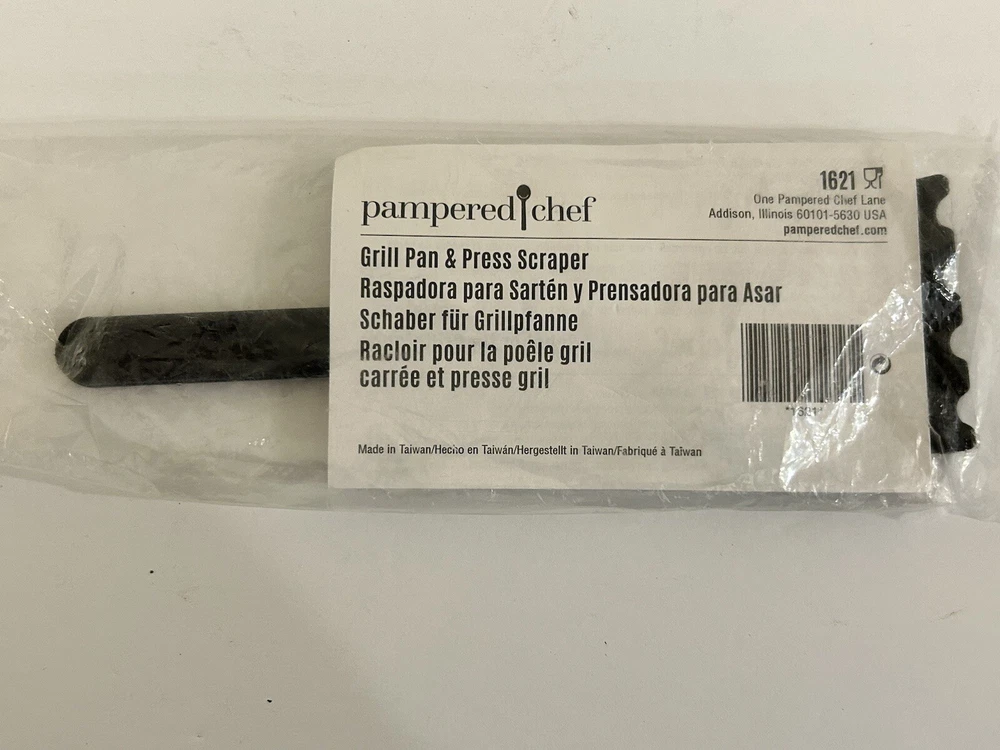 pampered chef
1621
One Pampered Chef Lane
Addison, Illinois 60101-5630 USA
pamperedchef.com
Grill Pan & Press Scraper
Raspadora para Sartén y Prensadora para Asar
Schaber für Grillpfanne
Racloir pour la poêle gril
carrée et presse gril
*1621*
Made in Taiwan/Hecho en Taiwán/Hergestellt in Taiwan/Fabriqué à Taïwan